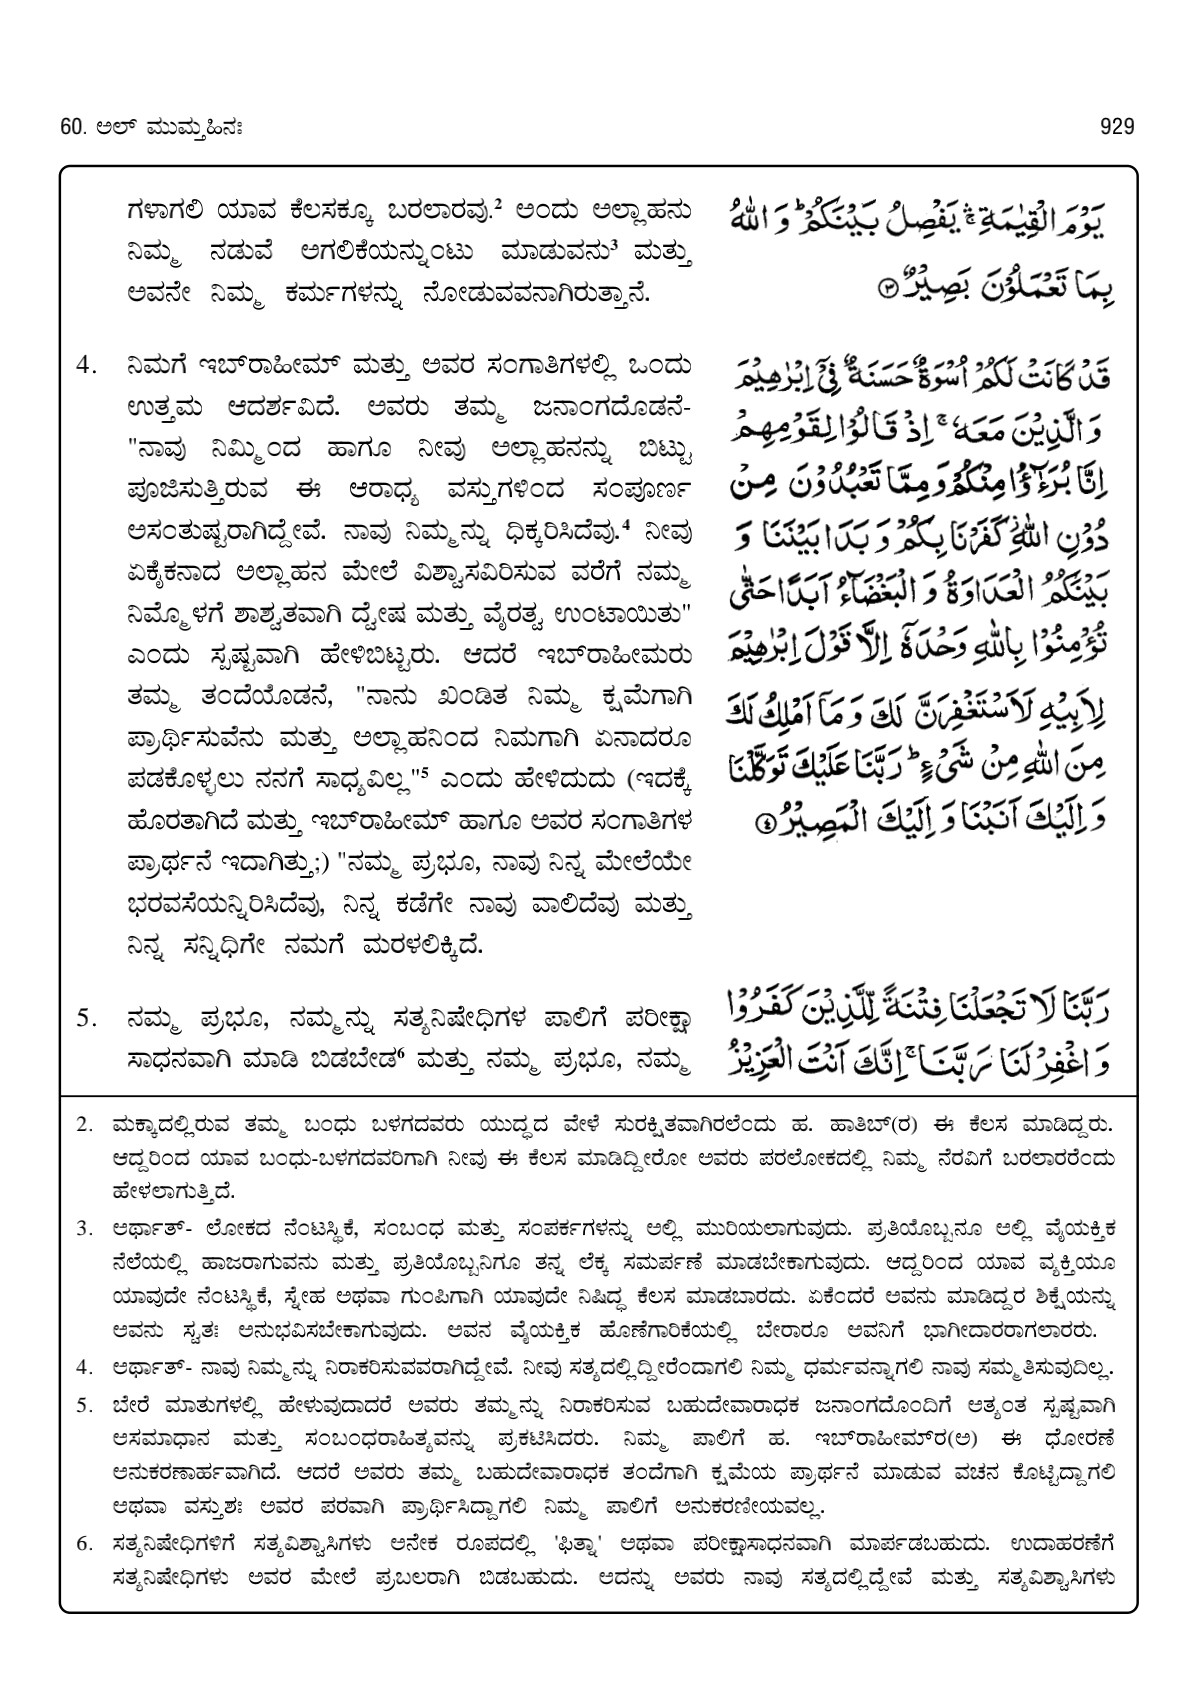 60. ಅಲ್ ಮುಮ್ತಹಿನಃ 929
ಗಳಾಗಲಿ ಯಾವ ಕೆಲಸಕ್ಕೂ ಬರಲಾರವು.² ಅಂದು ಅಲ್ಲಾಹನು
ನಿಮ್ಮ ನಡುವೆ ಅಗಲಿಕೆಯನ್ನುಂಟು ಮಾಡುವನು³ ಮತ್ತು
ಅವನೇ ನಿಮ್ಮ ಕರ್ಮಗಳನ್ನು ನೋಡುವವನಾಗಿರುತ್ತಾನೆ.
يَوْمَ الْقِيٰمَةِ ۛۚ يَفْصِلُ بَيْنَكُمْ ؕ وَ اللّٰهُ
بِمَا تَعْمَلُوْنَ بَصِيْرٌ ۝۳
4. ನಿಮಗೆ ಇಬ್‌ರಾಹೀಮ್ ಮತ್ತು ಅವರ ಸಂಗಾತಿಗಳಲ್ಲಿ ಒಂದು
ಉತ್ತಮ ಆದರ್ಶವಿದೆ. ಅವರು ತಮ್ಮ ಜನಾಂಗದೊಡನೆ-
"ನಾವು ನಿಮ್ಮಿಂದ ಹಾಗೂ ನೀವು ಅಲ್ಲಾಹನನ್ನು ಬಿಟ್ಟು
ಪೂಜಿಸುತ್ತಿರುವ ಈ ಆರಾಧ್ಯ ವಸ್ತುಗಳಿಂದ ಸಂಪೂರ್ಣ
ಅಸಂತುಷ್ಟರಾಗಿದ್ದೇವೆ. ನಾವು ನಿಮ್ಮನ್ನು ಧಿಕ್ಕರಿಸಿದೆವು.⁴ ನೀವು
ಏಕೈಕನಾದ ಅಲ್ಲಾಹನ ಮೇಲೆ ವಿಶ್ವಾಸವಿರಿಸುವ ವರೆಗೆ ನಮ್ಮ
ನಿಮ್ಮೊಳಗೆ ಶಾಶ್ವತವಾಗಿ ದ್ವೇಷ ಮತ್ತು ವೈರತ್ವ ಉಂಟಾಯಿತು"
ಎಂದು ಸ್ಪಷ್ಟವಾಗಿ ಹೇಳಿಬಿಟ್ಟರು. ಆದರೆ ಇಬ್‌ರಾಹೀಮರು
ತಮ್ಮ ತಂದೆಯೊಡನೆ, "ನಾನು ಖಂಡಿತ ನಿಮ್ಮ ಕ್ಷಮೆಗಾಗಿ
ಪ್ರಾರ್ಥಿಸುವೆನು ಮತ್ತು ಅಲ್ಲಾಹನಿಂದ ನಿಮಗಾಗಿ ಏನಾದರೂ
ಪಡಕೊಳ್ಳಲು ನನಗೆ ಸಾಧ್ಯವಿಲ್ಲ"⁵ ಎಂದು ಹೇಳಿದುದು (ಇದಕ್ಕೆ
ಹೊರತಾಗಿದೆ ಮತ್ತು ಇಬ್‌ರಾಹೀಮ್ ಹಾಗೂ ಅವರ ಸಂಗಾತಿಗಳ
ಪ್ರಾರ್ಥನೆ ಇದಾಗಿತ್ತು;) "ನಮ್ಮ ಪ್ರಭೂ, ನಾವು ನಿನ್ನ ಮೇಲೆಯೇ
ಭರವಸೆಯನ್ನಿರಿಸಿದೆವು, ನಿನ್ನ ಕಡೆಗೇ ನಾವು ವಾಲಿದೆವು ಮತ್ತು
ನಿನ್ನ ಸನ್ನಿಧಿಗೇ ನಮಗೆ ಮರಳಲಿಕ್ಕಿದೆ.
قَدْ كَانَتْ لَكُمْ اُسْوَةٌ حَسَنَةٌ فِيْۤ اِبْرٰهِيْمَ
وَ الَّذِيْنَ مَعَهٗ ۚ اِذْ قَالُوْا لِقَوْمِهِمْ
اِنَّا بُرَءٰٓؤُا مِنْكُمْ وَ مِمَّا تَعْبُدُوْنَ مِنْ
دُوْنِ اللّٰهِ ؗ كَفَرْنَا بِكُمْ وَ بَدَا بَيْنَنَا وَ
بَيْنَكُمُ الْعَدَاوَةُ وَ الْبَغْضَآءُ اَبَدًا حَتّٰى
تُؤْمِنُوْا بِاللّٰهِ وَحْدَهٗۤ اِلَّا قَوْلَ اِبْرٰهِيْمَ
لِاَبِيْهِ لَاَسْتَغْفِرَنَّ لَكَ وَ مَاۤ اَمْلِكُ لَكَ
مِنَ اللّٰهِ مِنْ شَيْءٍ ؕ رَبَّنَا عَلَيْكَ تَوَكَّلْنَا
وَ اِلَيْكَ اَنَبْنَا وَ اِلَيْكَ الْمَصِيْرُ ۝۴
5. ನಮ್ಮ ಪ್ರಭೂ, ನಮ್ಮನ್ನು ಸತ್ಯನಿಷೇಧಿಗಳ ಪಾಲಿಗೆ ಪರೀಕ್ಷಾ
ಸಾಧನವಾಗಿ ಮಾಡಿ ಬಿಡಬೇಡ⁶ ಮತ್ತು ನಮ್ಮ ಪ್ರಭೂ, ನಮ್ಮ
رَبَّنَا لَا تَجْعَلْنَا فِتْنَةً لِّلَّذِيْنَ كَفَرُوْا
وَ اغْفِرْ لَنَا رَبَّنَا ۚ اِنَّكَ اَنْتَ الْعَزِيْزُ
2. ಮಕ್ಕಾದಲ್ಲಿರುವ ತಮ್ಮ ಬಂಧು ಬಳಗದವರು ಯುದ್ಧದ ವೇಳೆ ಸುರಕ್ಷಿತವಾಗಿರಲೆಂದು ಹ. ಹಾತಿಬ್(ರ) ಈ ಕೆಲಸ ಮಾಡಿದ್ದರು.
ಆದ್ದರಿಂದ ಯಾವ ಬಂಧು-ಬಳಗದವರಿಗಾಗಿ ನೀವು ಈ ಕೆಲಸ ಮಾಡಿದ್ದೀರೋ ಅವರು ಪರಲೋಕದಲ್ಲಿ ನಿಮ್ಮ ನೆರವಿಗೆ ಬರಲಾರರೆಂದು
ಹೇಳಲಾಗುತ್ತಿದೆ.
3. ಅರ್ಥಾತ್- ಲೋಕದ ನೆಂಟಸ್ಥಿಕೆ, ಸಂಬಂಧ ಮತ್ತು ಸಂಪರ್ಕಗಳನ್ನು ಅಲ್ಲಿ ಮುರಿಯಲಾಗುವುದು. ಪ್ರತಿಯೊಬ್ಬನೂ ಅಲ್ಲಿ ವೈಯಕ್ತಿಕ
ನೆಲೆಯಲ್ಲಿ ಹಾಜರಾಗುವನು ಮತ್ತು ಪ್ರತಿಯೊಬ್ಬನಿಗೂ ತನ್ನ ಲೆಕ್ಕ ಸಮರ್ಪಣೆ ಮಾಡಬೇಕಾಗುವುದು. ಆದ್ದರಿಂದ ಯಾವ ವ್ಯಕ್ತಿಯೂ
ಯಾವುದೇ ನೆಂಟಸ್ಥಿಕೆ, ಸ್ನೇಹ ಅಥವಾ ಗುಂಪಿಗಾಗಿ ಯಾವುದೇ ನಿಷಿದ್ಧ ಕೆಲಸ ಮಾಡಬಾರದು. ಏಕೆಂದರೆ ಅವನು ಮಾಡಿದ್ದರ ಶಿಕ್ಷೆಯನ್ನು
ಅವನು ಸ್ವತಃ ಅನುಭವಿಸಬೇಕಾಗುವುದು. ಅವನ ವೈಯಕ್ತಿಕ ಹೊಣೆಗಾರಿಕೆಯಲ್ಲಿ ಬೇರಾರೂ ಅವನಿಗೆ ಭಾಗೀದಾರರಾಗಲಾರರು.
4. ಅರ್ಥಾತ್- ನಾವು ನಿಮ್ಮನ್ನು ನಿರಾಕರಿಸುವವರಾಗಿದ್ದೇವೆ. ನೀವು ಸತ್ಯದಲ್ಲಿದ್ದೀರೆಂದಾಗಲಿ ನಿಮ್ಮ ಧರ್ಮವನ್ನಾಗಲಿ ನಾವು ಸಮ್ಮತಿಸುವುದಿಲ್ಲ.
5. ಬೇರೆ ಮಾತುಗಳಲ್ಲಿ ಹೇಳುವುದಾದರೆ ಅವರು ತಮ್ಮನ್ನು ನಿರಾಕರಿಸುವ ಬಹುದೇವಾರಾಧಕ ಜನಾಂಗದೊಂದಿಗೆ ಅತ್ಯಂತ ಸ್ಪಷ್ಟವಾಗಿ
ಅಸಮಾಧಾನ ಮತ್ತು ಸಂಬಂಧರಾಹಿತ್ಯವನ್ನು ಪ್ರಕಟಿಸಿದರು. ನಿಮ್ಮ ಪಾಲಿಗೆ ಹ. ಇಬ್‌ರಾಹೀಮ್‌ರ(ಅ) ಈ ಧೋರಣೆ
ಅನುಕರಣಾರ್ಹವಾಗಿದೆ. ಆದರೆ ಅವರು ತಮ್ಮ ಬಹುದೇವಾರಾಧಕ ತಂದೆಗಾಗಿ ಕ್ಷಮೆಯ ಪ್ರಾರ್ಥನೆ ಮಾಡುವ ವಚನ ಕೊಟ್ಟಿದ್ದಾಗಲಿ
ಅಥವಾ ವಸ್ತುಶಃ ಅವರ ಪರವಾಗಿ ಪ್ರಾರ್ಥಿಸಿದ್ದಾಗಲಿ ನಿಮ್ಮ ಪಾಲಿಗೆ ಅನುಕರಣೀಯವಲ್ಲ.
6. ಸತ್ಯನಿಷೇಧಿಗಳಿಗೆ ಸತ್ಯವಿಶ್ವಾಸಿಗಳು ಅನೇಕ ರೂಪದಲ್ಲಿ 'ಫಿತ್ನಾ' ಅಥವಾ ಪರೀಕ್ಷಾಸಾಧನವಾಗಿ ಮಾರ್ಪಡಬಹುದು. ಉದಾಹರಣೆಗೆ
ಸತ್ಯನಿಷೇಧಿಗಳು ಅವರ ಮೇಲೆ ಪ್ರಬಲರಾಗಿ ಬಿಡಬಹುದು. ಅದನ್ನು ಅವರು ನಾವು ಸತ್ಯದಲ್ಲಿದ್ದೇವೆ ಮತ್ತು ಸತ್ಯವಿಶ್ವಾಸಿಗಳು